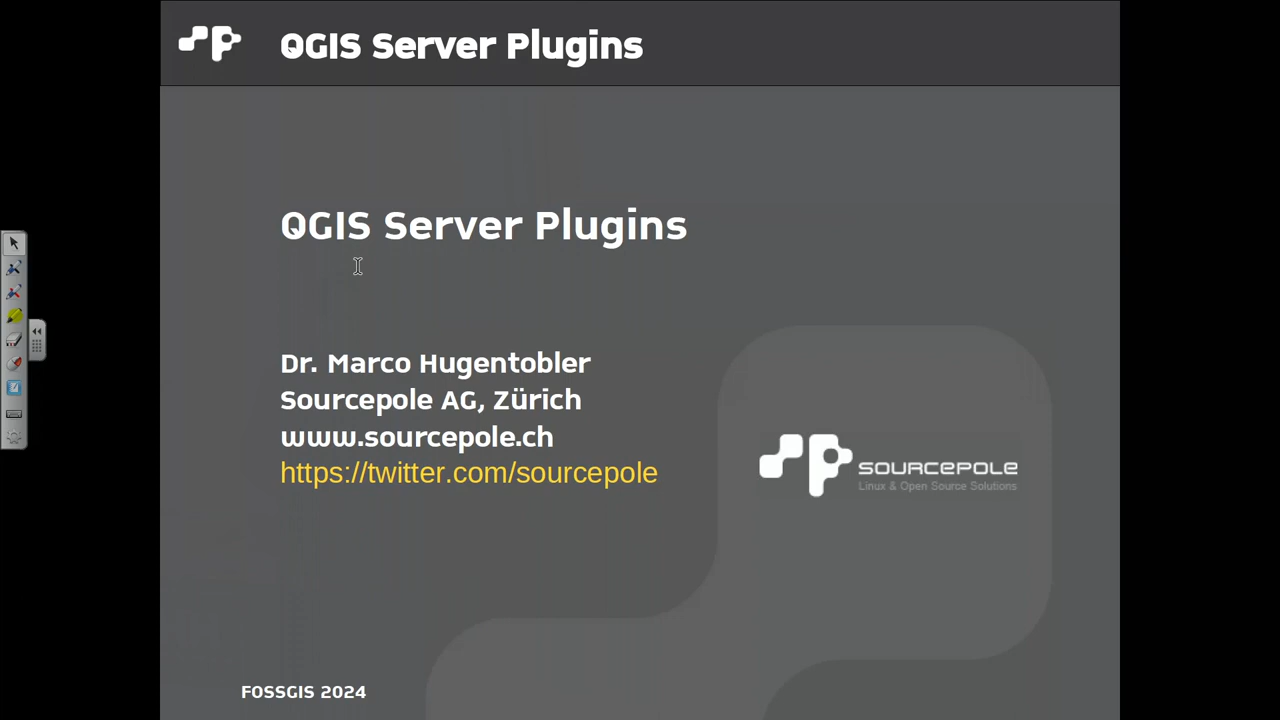 QGIS Server Plugins
QGIS Server Plugins
Dr. Marco Hugentobler
Sourcepole AG, Zürich
www.sourcepole.ch
https://twitter.com/sourcepole
SOURCEPOLE
Linux & Open Source Solutions
FOSSGIS 2024